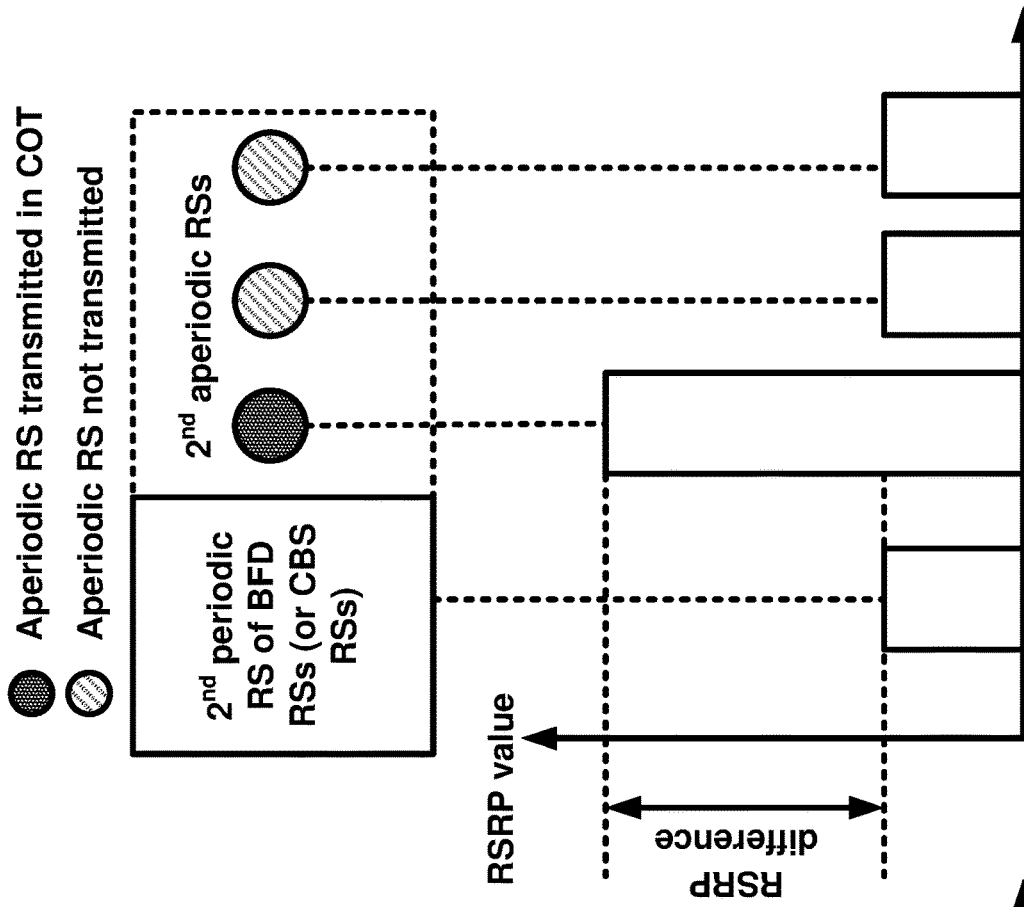 Aperiodic RS transmitted in COT
Aperiodic RS not transmitted
2nd periodic
RS of BFD
RSs (or CBS
RSs)
2nd aperiodic RSs
RSRP value
RSRP
difference